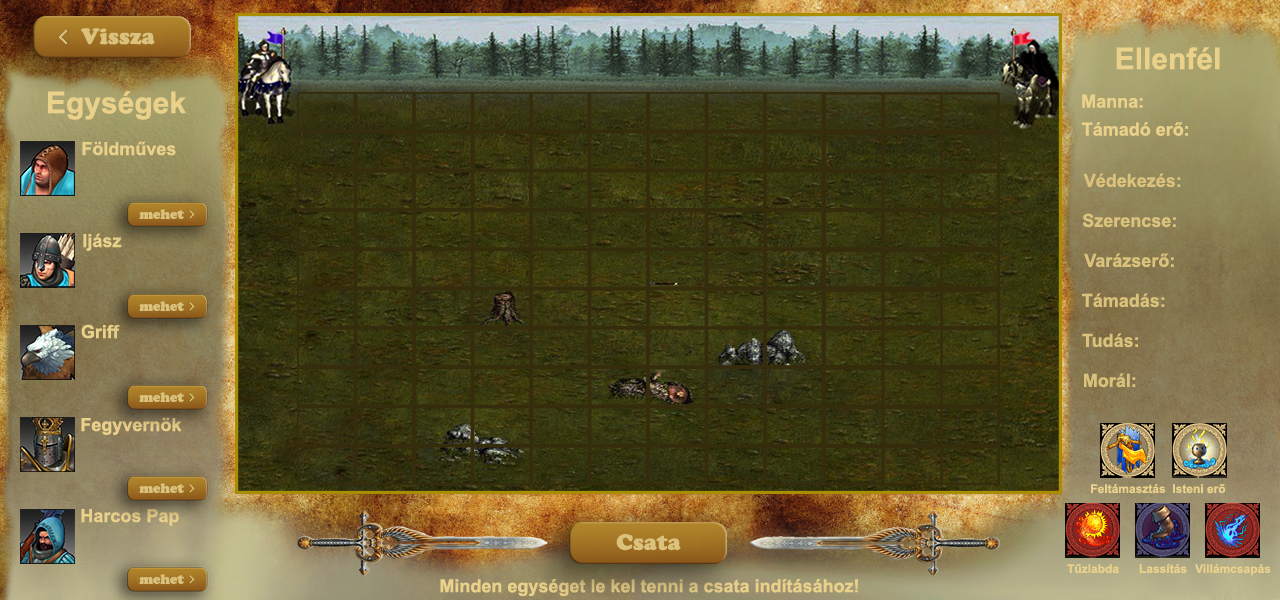 Vissza
Egységek
Földműves
mehet
Ijász
mehet
Griff
mehet
Fegyvernök
mehet
Harcos Pap
mehet
Csata
Minden egységet le kel tenni a csata indításához!
Ellenfél
Manna:
Támadó erő:
Védekezés:
Szerencse:
Varázserő:
Támadás:
Tudás:
Morál:
Feltámasztás Isteni erő
Tűzlabda Lassítás Villámcsapás